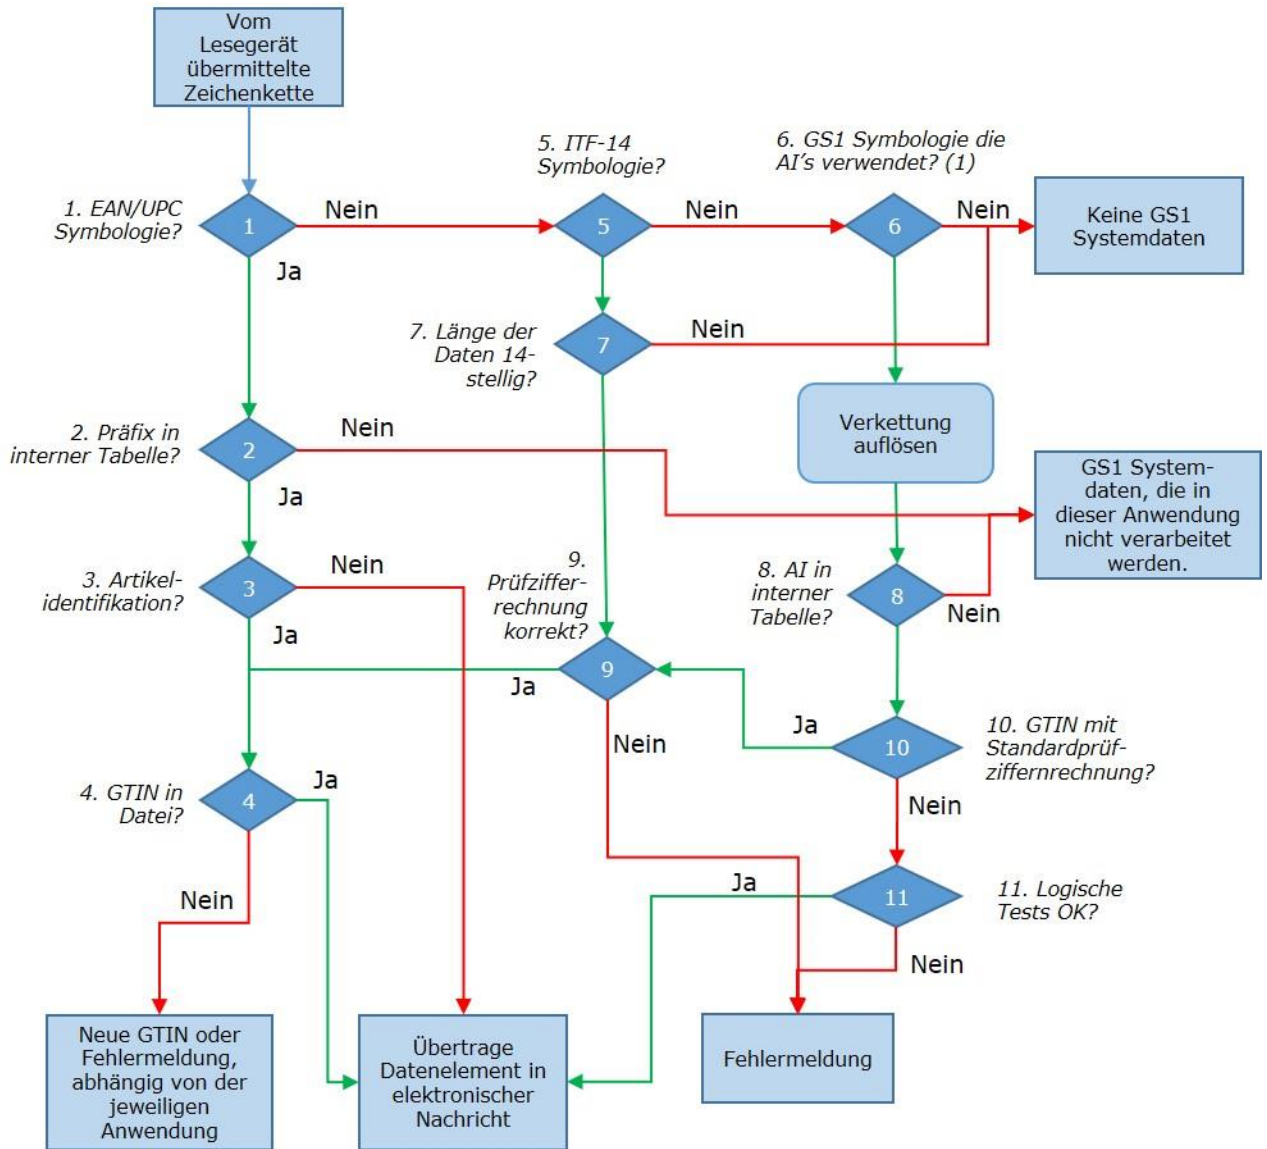 Vom
Lesegerät
übermittelte
Zeichenkette
5. ITF-14
Symbologie?
6. GS1 Symbologie die
AI's verwendet? (1)
1. EAN/UPC
Symbologie?
1
Nein
5
Nein
6
Nein
Keine GS1
Systemdaten
Ja
7. Länge der
Daten 14-
stellig?
7
Nein
2. Präfix in
interner Tabelle?
2
Nein
Verkettung
auflösen
Ja
GS1 System-
daten, die in
dieser Anwendung
nicht verarbeitet
werden.
3. Artikel-
identifikation?
3
Nein
9.
Prüfziffer-
rechnung
korrekt?
8. AI in
interner
Tabelle?
8
Nein
Ja
9
Ja
Nein
Ja
10
10. GTIN mit
Standardprüf-
ziffernrechnung?
4. GTIN in
Datei?
4
Ja
Nein
Nein
Ja
11
11. Logische
Tests OK?
Nein
Neue GTIN oder
Fehlermeldung,
abhängig von der
jeweiligen
Anwendung
Übertrage
Datenelement in
elektronischer
Nachricht
Fehlermeldung